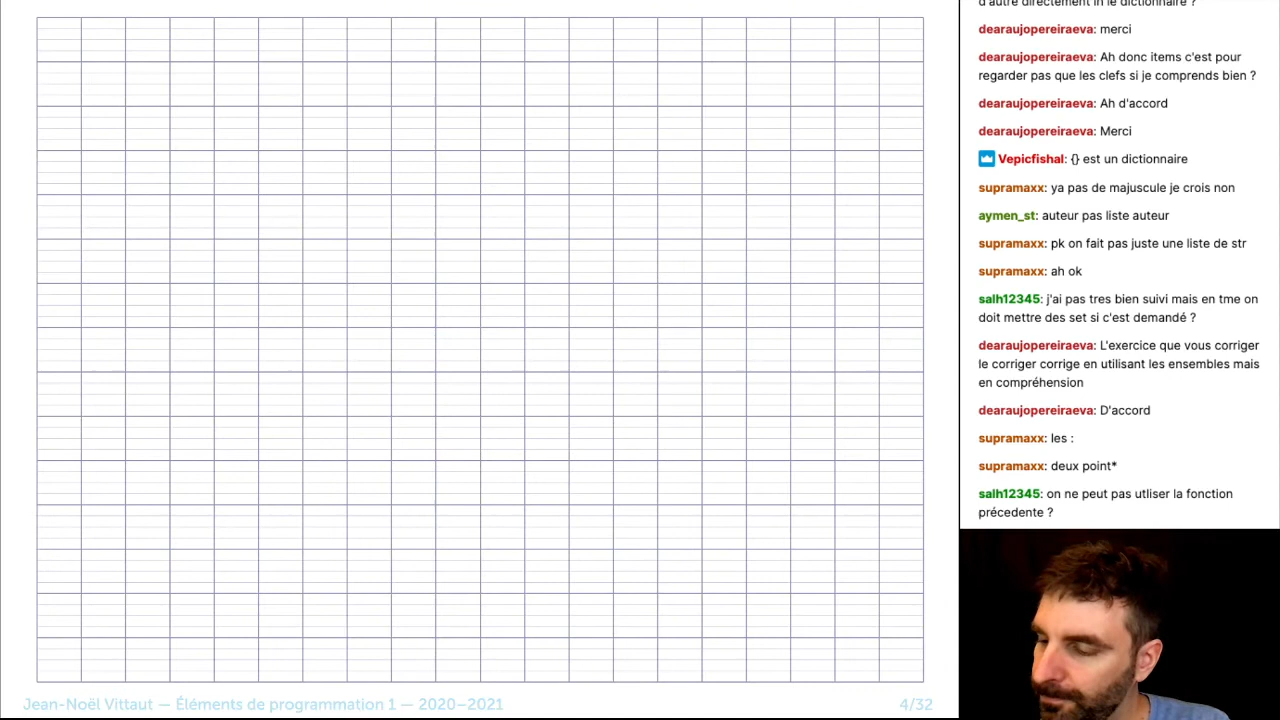 d'autre directement in le dictionnaire ?
dearaujopereiraeva: merci
dearaujopereiraeva: Ah donc items c'est pour
regarder pas que les clefs si je comprends bien ?
dearaujopereiraeva: Ah d'accord
dearaujopereiraeva: Merci
Vepicfishal: {} est un dictionnaire
supramaxx: ya pas de majuscule je crois non
aymen_st: auteur pas liste auteur
supramaxx: pk on fait pas juste une liste de str
supramaxx: ah ok
salh12345: j'ai pas tres bien suivi mais en tme on
doit mettre des set si c'est demandé ?
dearaujopereiraeva: L'exercice que vous corriger
le corriger corrige en utilisant les ensembles mais
en compréhension
dearaujopereiraeva: D'accord
supramaxx: les :
supramaxx: deux point*
salh12345: on ne peut pas utliser la fonction
précedente ?
Jean-Noël Vittaut — Éléments de programmation 1 — 2020–2021
4/32